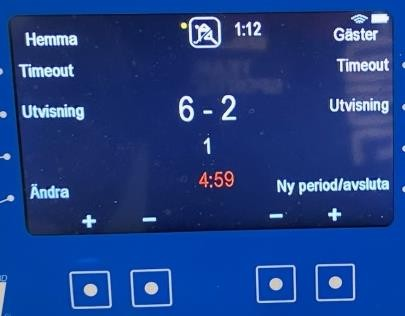 Hemma 1:12 Gäster
Timeout Timeout
Utvisning 6 - 2 Utvisning
1
Ändra 4:59 Ny period/avsluta
+ - - +